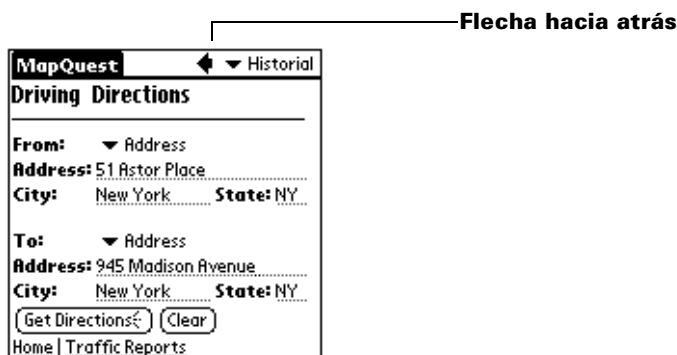 Flecha hacia atrás
MapQuest Historial
Driving Directions
From: Address
Address: 51 Astor Place
City: New York State: NY
To: Address
Address: 945 Madison Avenue
City: New York State: NY
Get Directions Clear
Home | Traffic Reports